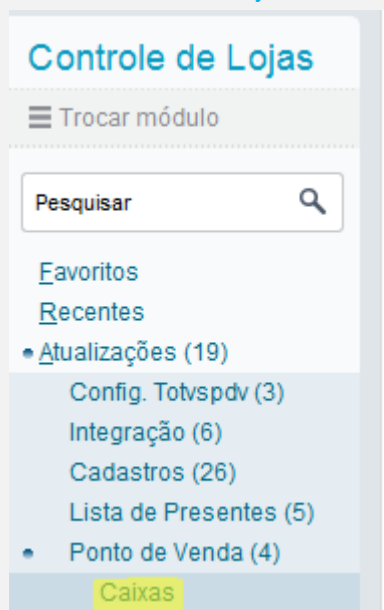 Controle de Lojas
Trocar módulo
Pesquisar
Favoritos
Recentes
Atualizações (19)
Config. Totvspdv (3)
Integração (6)
Cadastros (26)
Lista de Presentes (5)
Ponto de Venda (4)
Caixas